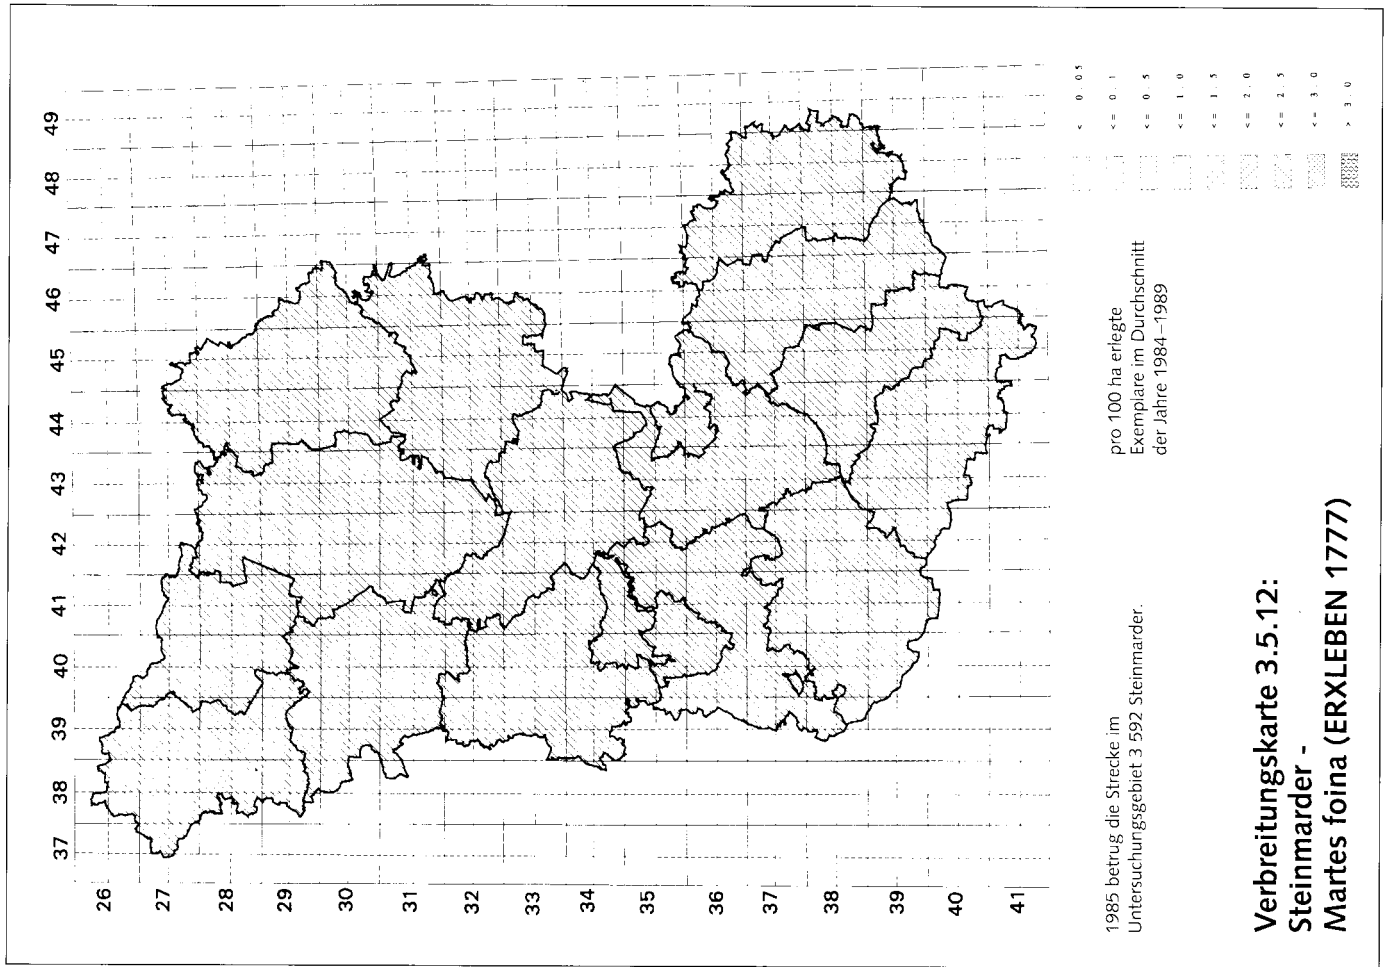 Verbreitungskarte 3.5.12:
Steinmarder -
Martes foina (ERXLEBEN 1777)
1985 betrug die Strecke im
Untersuchungsgebiet 3 592 Steinmarder.
pro 100 ha erlegte
Exemplare im Durchschnitt
der Jahre 1984–1989
< 0.05
<= 0.1
<= 0.5
<= 1.0
<= 1.5
<= 2.0
<= 2.5
<= 3.0
> 3.0
37 38 39 40 41 42 43 44 45 46 47 48 49
26
27
28
29
30
31
32
33
34
35
36
37
38
39
40
41